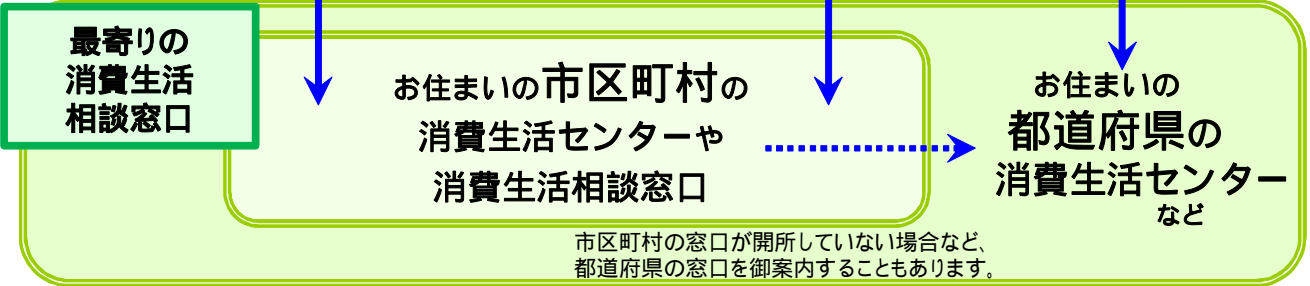 最寄りの
消費生活
相談窓口
お住まいの市区町村の
消費生活センターや
消費生活相談窓口
お住まいの
都道府県の
消費生活センター
など
市区町村の窓口が開所していない場合など、
都道府県の窓口を御案内することもあります。